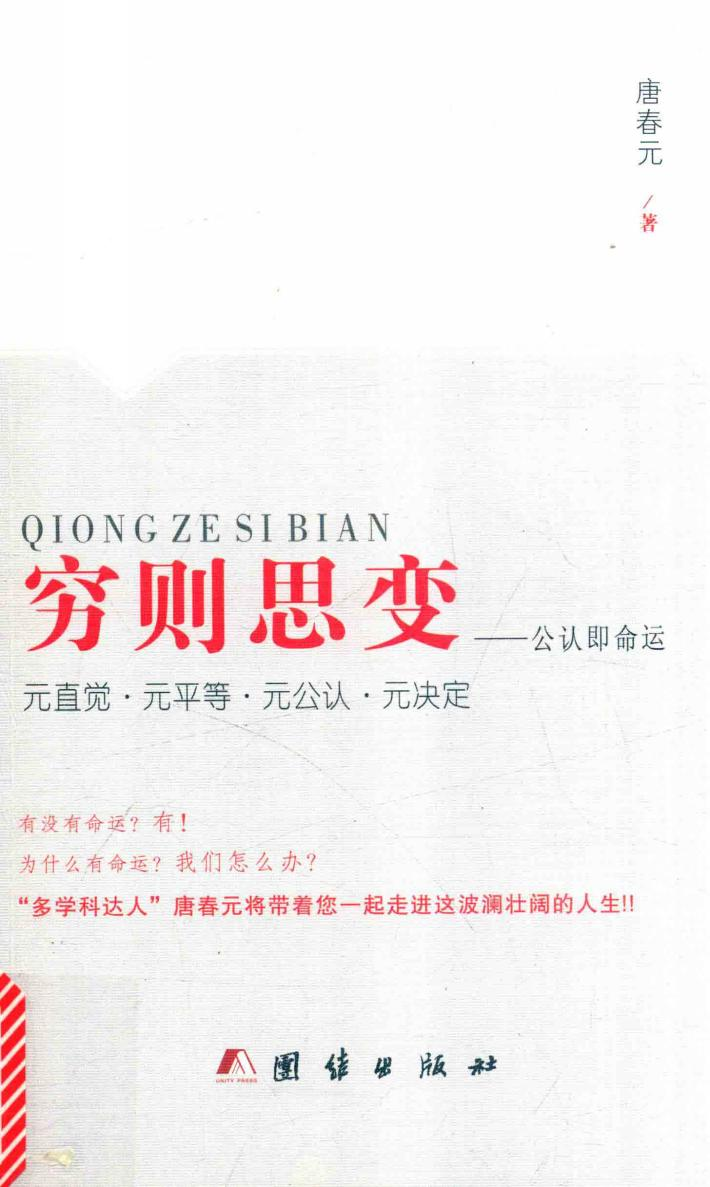 唐春元
/著
QIONG ZE SI BIAN
穷则思变——公认即命运
元直觉·元平等·元公认·元决定
有没有命运？有！
为什么有命运？我们怎么办？
“多学科达人”唐春元将带着您一起走进这波澜壮阔的人生!!
UNITY PRESS
團结出版社